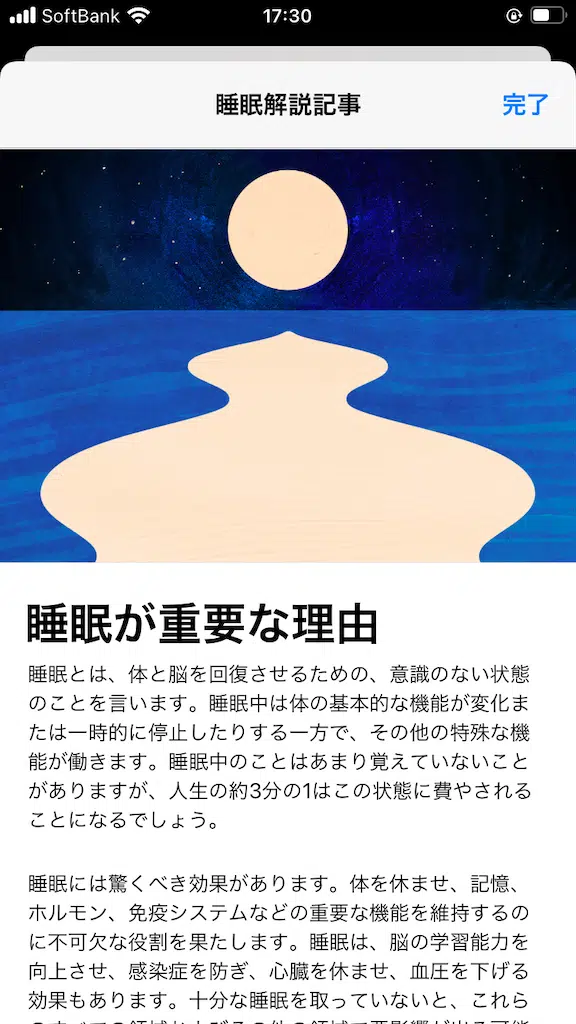 SoftBank 17:30
睡眠解説記事 完了
睡眠が重要な理由
睡眠とは、体と脳を回復させるための、意識のない状態
のことを言います。睡眠中は体の基本的な機能が変化ま
たは一時的に停止したりする一方で、その他の特殊な機
能が働きます。睡眠中のことはあまり覚えていないこと
がありますが、人生の約3分の1はこの状態に費やされる
ことになるでしょう。
睡眠には驚くべき効果があります。体を休ませ、記憶、
ホルモン、免疫システムなどの重要な機能を維持するの
に不可欠な役割を果たします。睡眠は、脳の学習能力を
向上させ、感染症を防ぎ、心臓を休ませ、血圧を下げる
効果もあります。十分な睡眠を取っていないと、これら